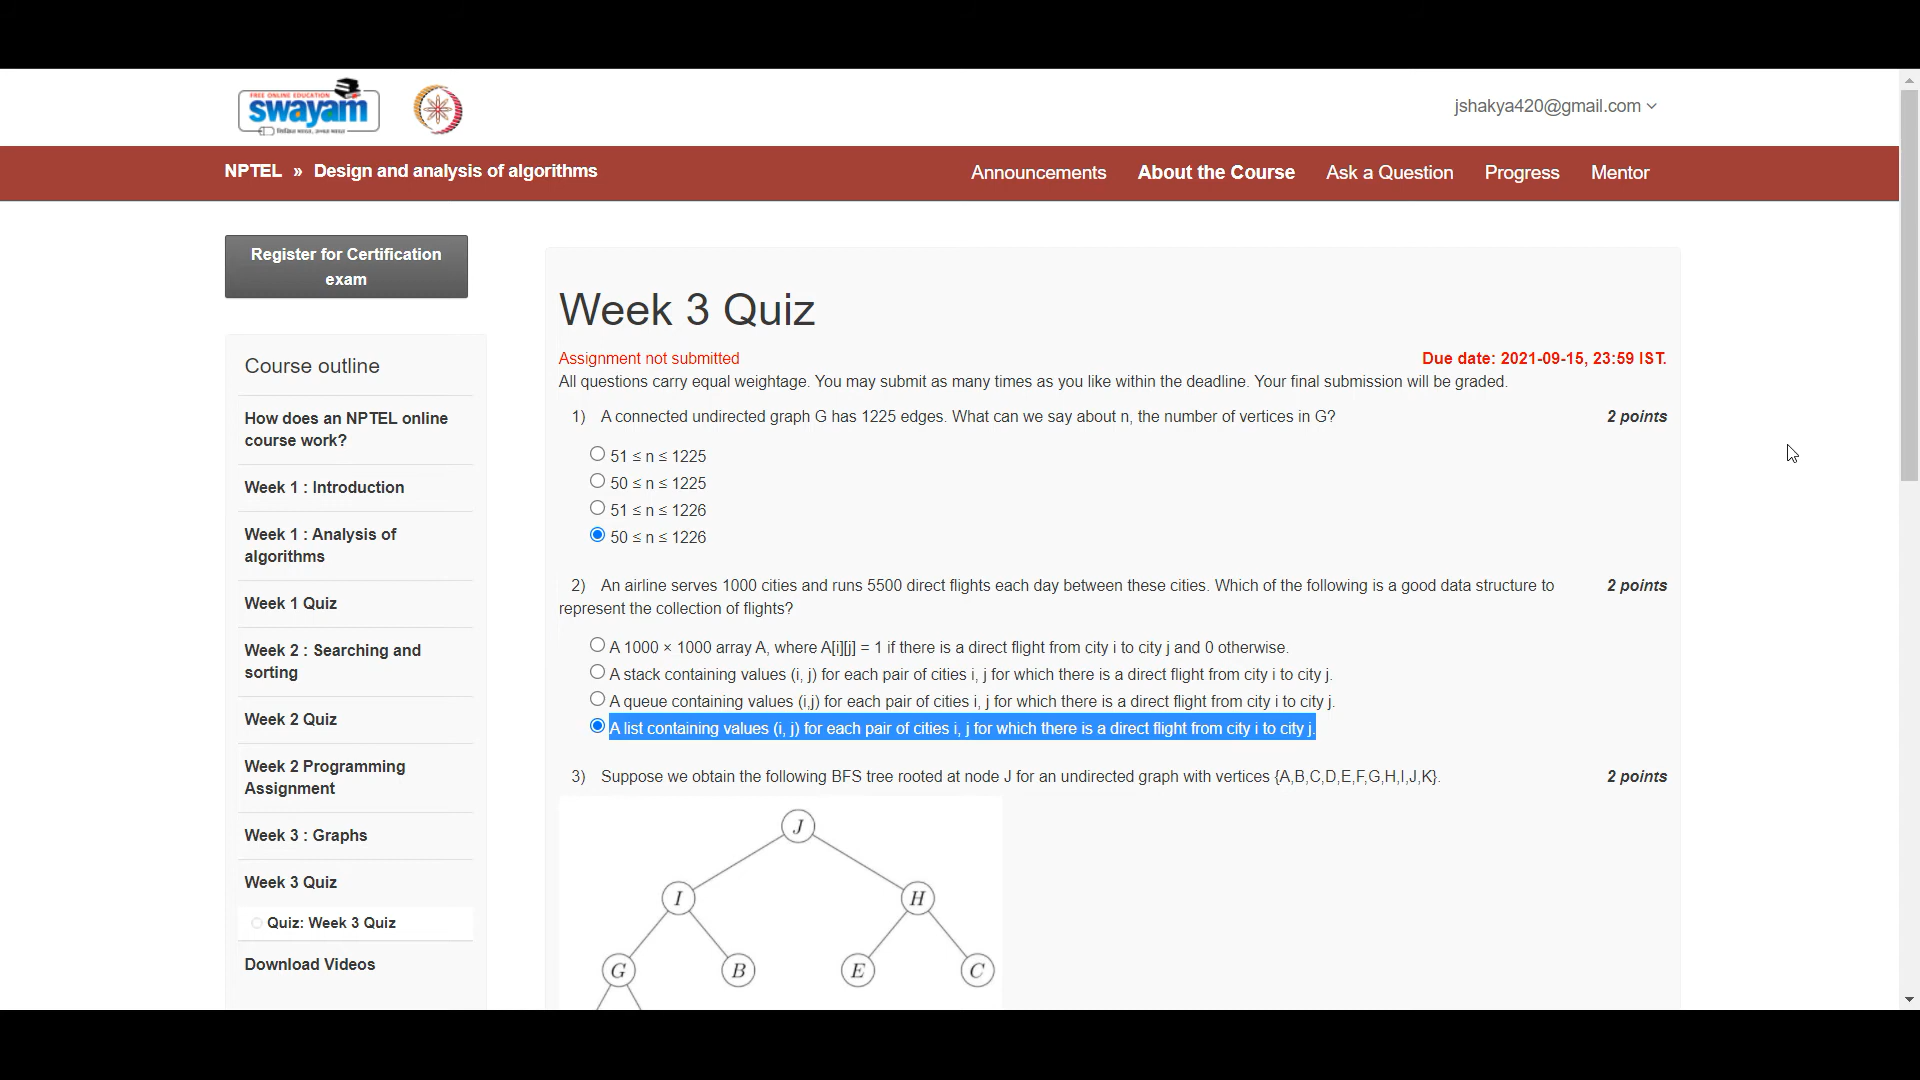 FREE ONLINE EDUCATION
swayam
jshakya420@gmail.com
NPTEL » Design and analysis of algorithms
Announcements About the Course Ask a Question Progress Mentor
Register for Certification
exam
Course outline
How does an NPTEL online
course work?
Week 1 : Introduction
Week 1 : Analysis of
algorithms
Week 1 Quiz
Week 2 : Searching and
sorting
Week 2 Quiz
Week 2 Programming
Assignment
Week 3 : Graphs
Week 3 Quiz
Quiz: Week 3 Quiz
Download Videos
Week 3 Quiz
Assignment not submitted Due date: 2021-09-15, 23:59 IST.
All questions carry equal weightage. You may submit as many times as you like within the deadline. Your final submission will be graded.
1) A connected undirected graph G has 1225 edges. What can we say about n, the number of vertices in G? 2 points
51 ≤ n ≤ 1225
50 ≤ n ≤ 1225
51 ≤ n ≤ 1226
50 ≤ n ≤ 1226
2) An airline serves 1000 cities and runs 5500 direct flights each day between these cities. Which of the following is a good data structure to 2 points
represent the collection of flights?
A 1000 × 1000 array A, where A[i][j] = 1 if there is a direct flight from city i to city j and 0 otherwise.
A stack containing values (i, j) for each pair of cities i, j for which there is a direct flight from city i to city j.
A queue containing values (i,j) for each pair of cities i, j for which there is a direct flight from city i to city j.
A list containing values (i, j) for each pair of cities i, j for which there is a direct flight from city i to city j.
3) Suppose we obtain the following BFS tree rooted at node J for an undirected graph with vertices {A,B,C,D,E,F,G,H,I,J,K}. 2 points
J
I H
G B E C